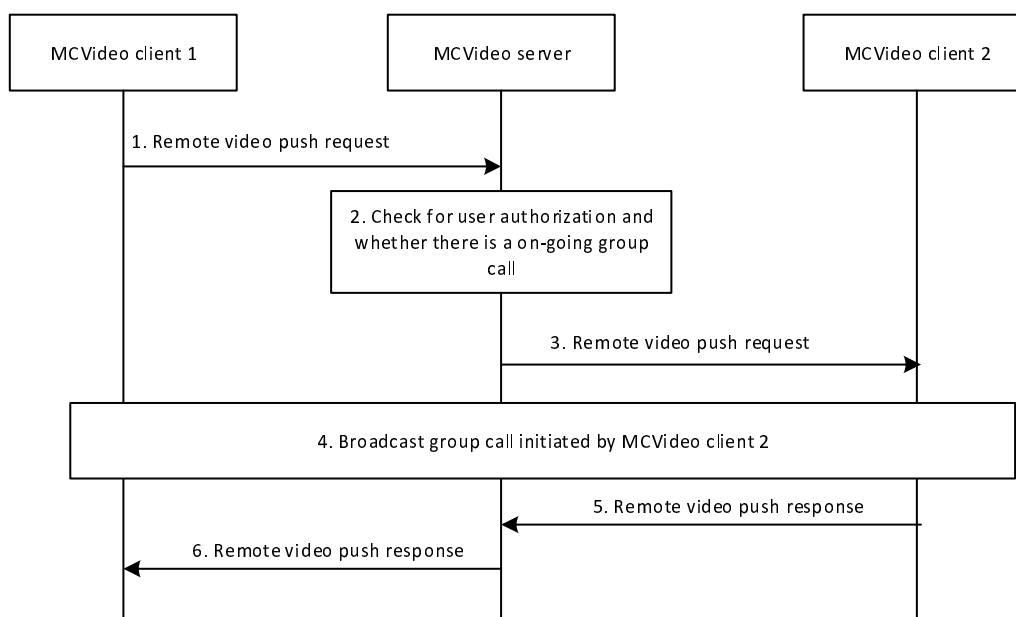 MCVideo client 1
MCVideo server
MCVideo client 2
1. Remote video push request
2. Check for user authorization and
whether there is a on-going group
call
3. Remote video push request
4. Broadcast group call initiated by MCVideo client 2
5. Remote video push response
6. Remote video push response